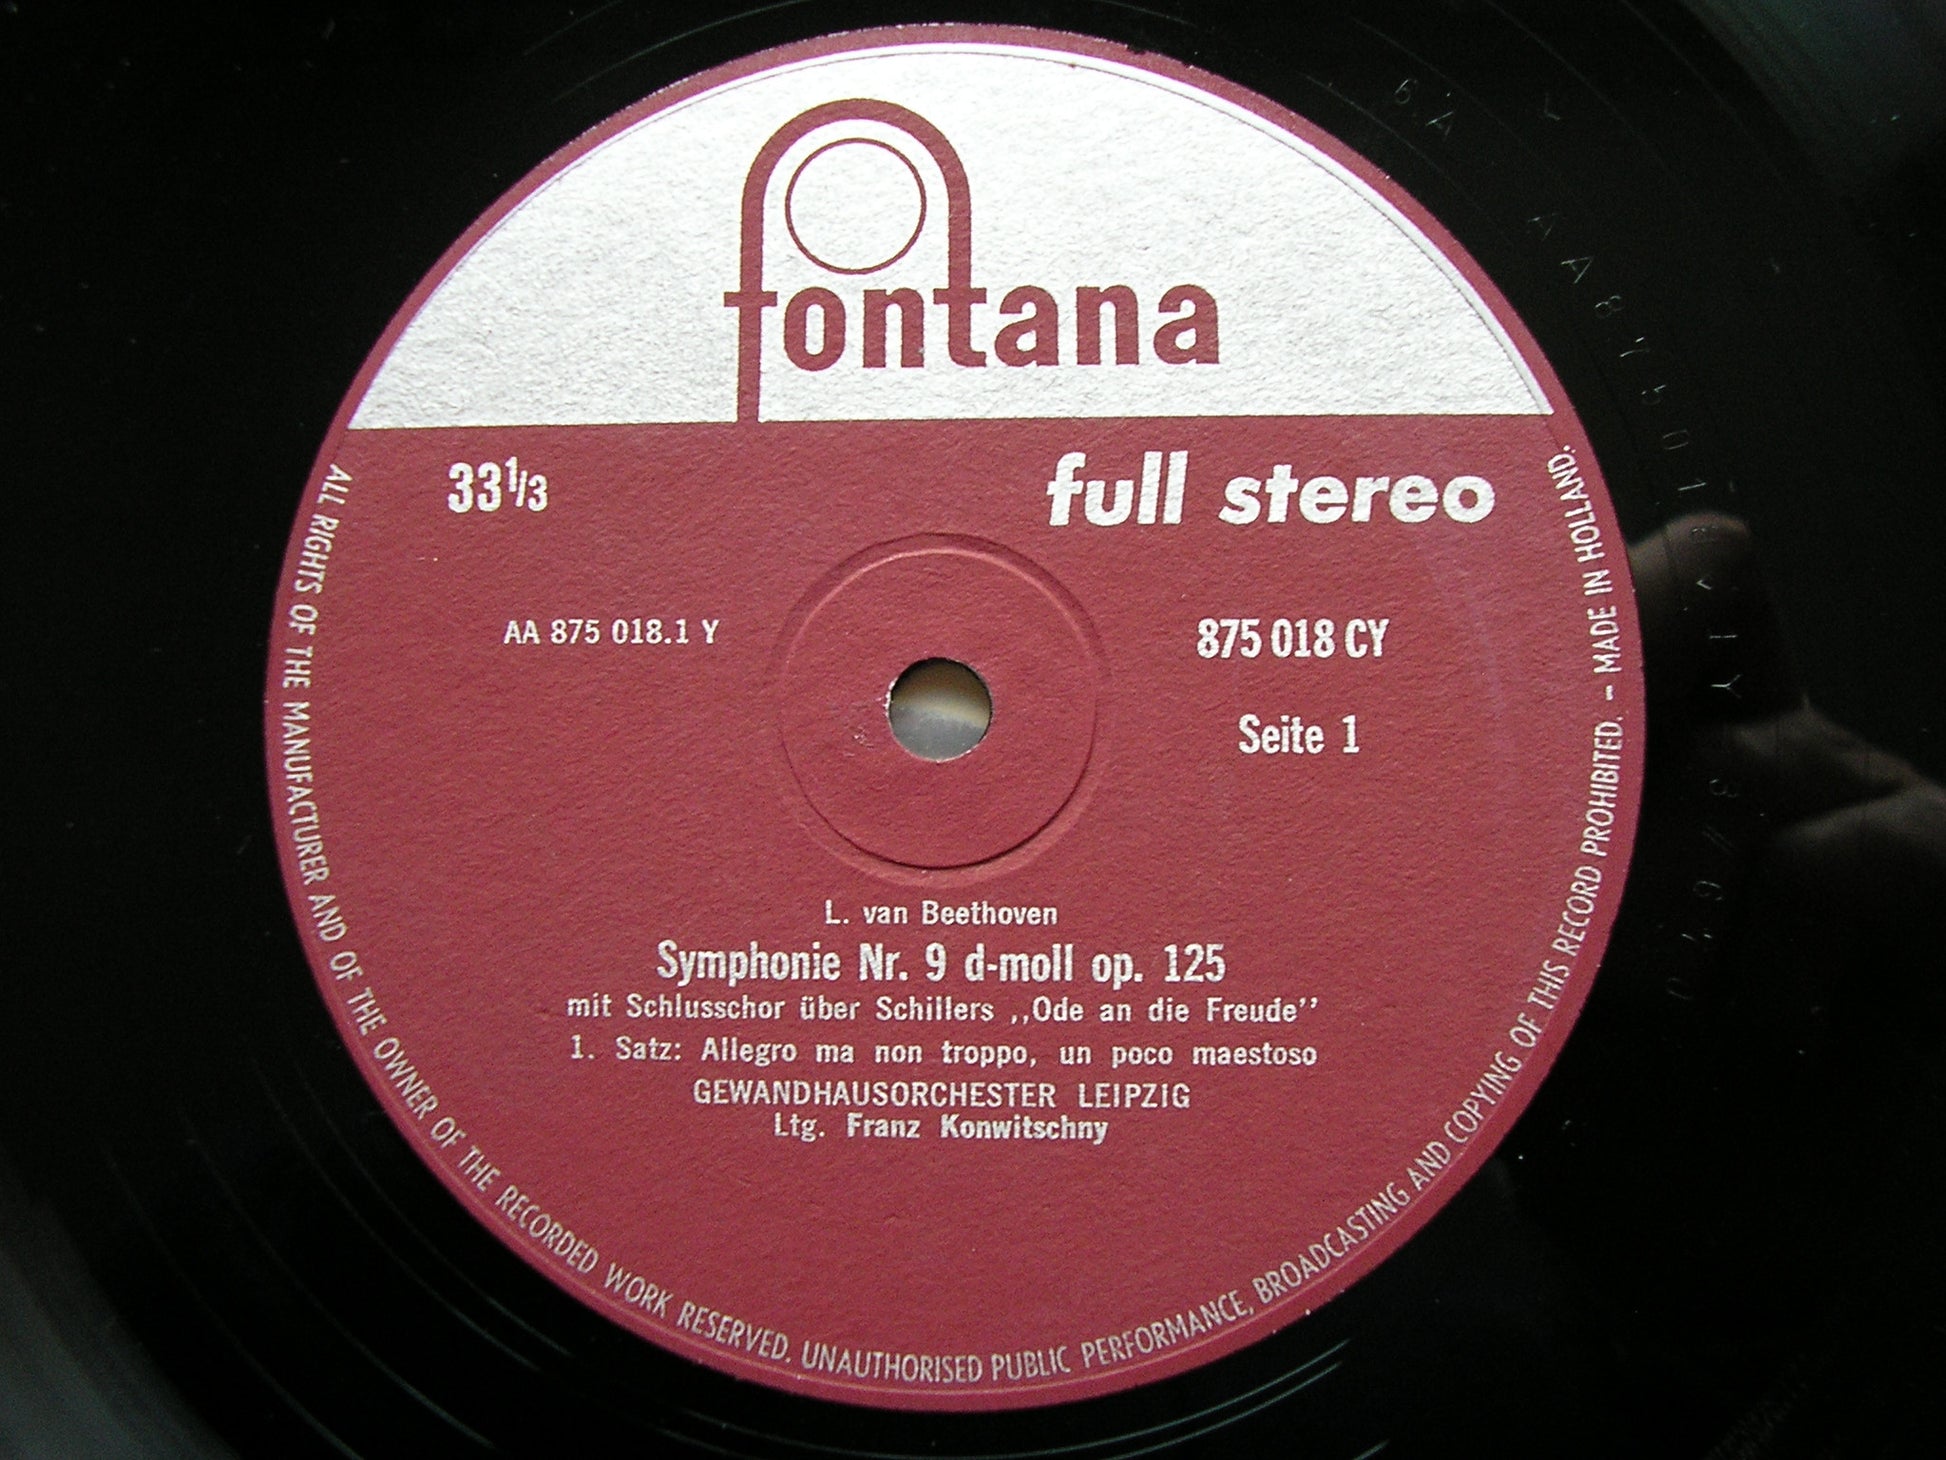 fontana
33 1/3
full stereo
AA 875 018.1 Y
875 018 CY
Seite 1
L. van Beethoven
Symphonie Nr. 9 d-moll op. 125
mit Schlusschor über Schillers ,,Ode an die Freude''
1. Satz: Allegro ma non troppo, un poco maestoso
GEWANDHAUSORCHESTER LEIPZIG
Ltg. Franz Konwitschny
ALL RIGHTS OF THE MANUFACTURER AND OF THE OWNER OF THE RECORDED WORK RESERVED. UNAUTHORISED PUBLIC PERFORMANCE, BROADCASTING AND COPYING OF THIS RECORD PROHIBITED. - MADE IN HOLLAND.